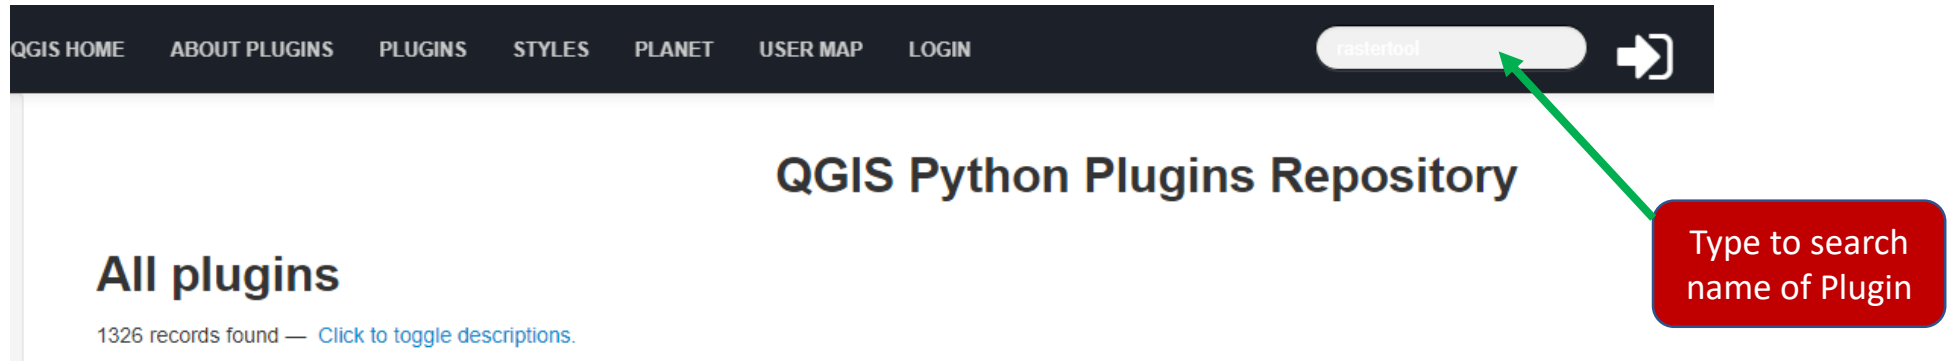 QGIS HOME ABOUT PLUGINS PLUGINS STYLES PLANET USER MAP LOGIN rastertool
QGIS Python Plugins Repository
Type to search
name of Plugin
All plugins
1326 records found — Click to toggle descriptions.